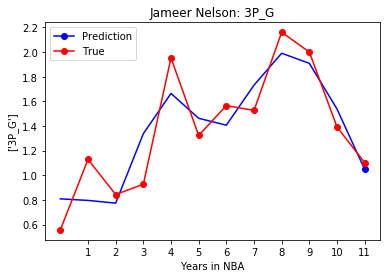 Jameer Nelson: 3P_G
Prediction
True
2.2
2.0
1.8
1.6
1.4
1.2
1.0
0.8
0.6
['3P_G']
1 2 3 4 5 6 7 8 9 10 11
Years in NBA